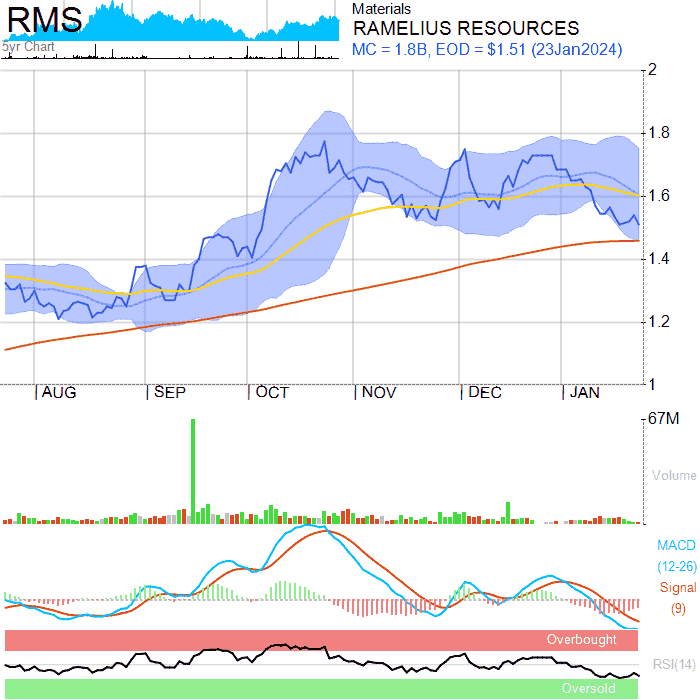 RMS
5yr Chart
Materials
RAMELIUS RESOURCES
MC = 1.8B, EOD = $1.51 (23Jan2024)
2
1.8
1.6
1.4
1.2
1
AUG SEP OCT NOV DEC JAN
67M
Volume
MACD
(12-26)
Signal
(9)
Overbought
RSI(14)
Oversold